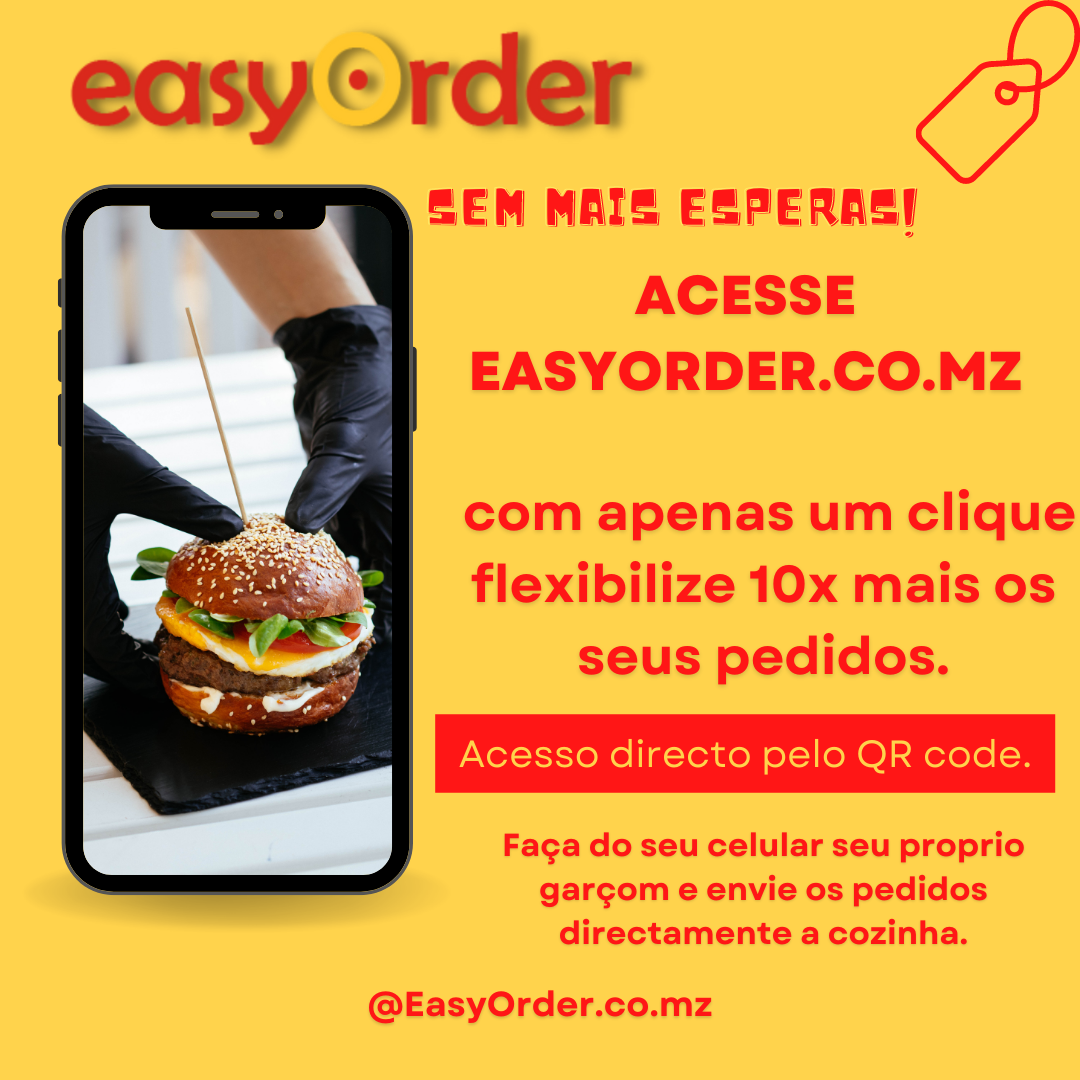 easyOrder
SEM MAIS ESPERAS!
ACESSE
EASYORDER.CO.MZ
com apenas um clique
flexibilize 10x mais os
seus pedidos.
Acesso directo pelo QR code.
Faça do seu celular seu proprio
garçom e envie os pedidos
directamente a cozinha.
@EasyOrder.co.mz